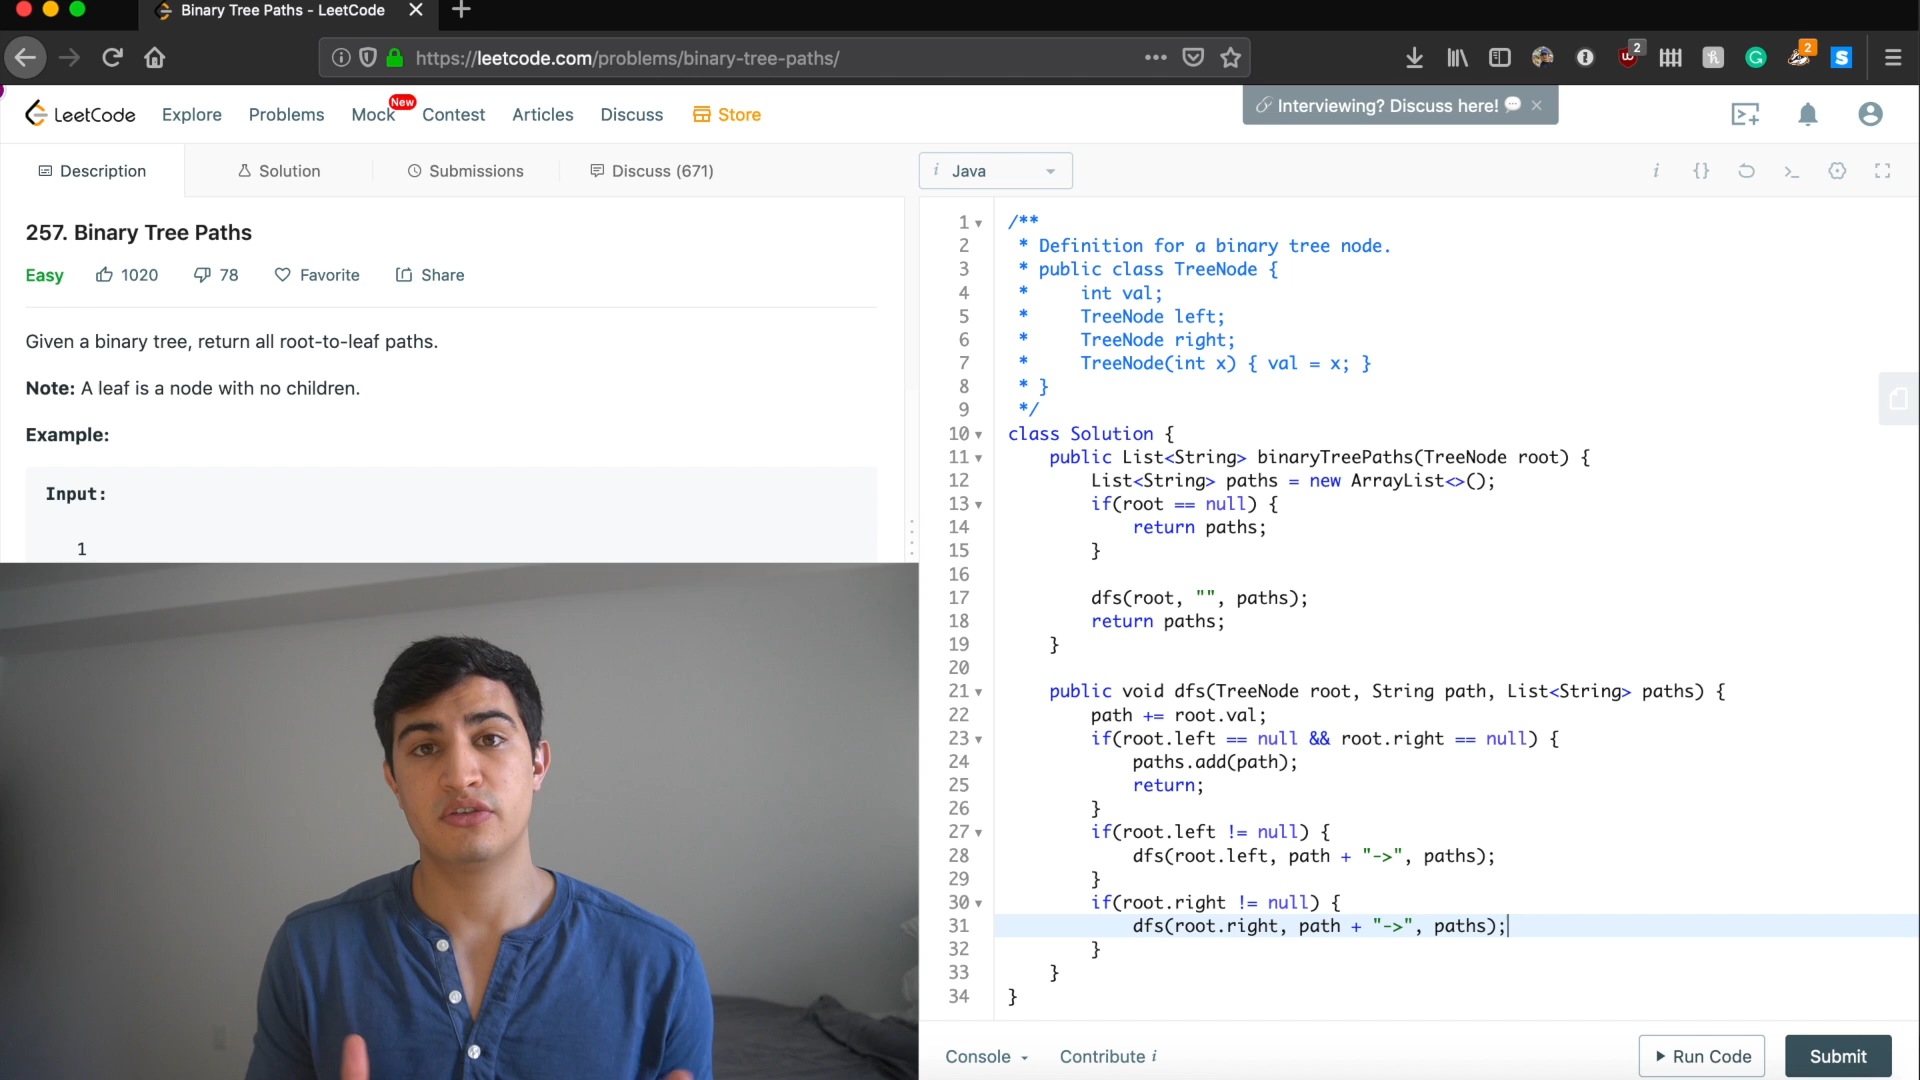 Binary Tree Paths - LeetCode
https://leetcode.com/problems/binary-tree-paths/
2
2
LeetCode
Explore
Problems
Mock
New
Contest
Articles
Discuss
Store
Interviewing? Discuss here!
Description
Solution
Submissions
Discuss (671)
257. Binary Tree Paths
Easy
1020
78
Favorite
Share
Given a binary tree, return all root-to-leaf paths.
Note: A leaf is a node with no children.
Example:
Input:
1
i Java
i {} >_
1 /**
2 * Definition for a binary tree node.
3 * public class TreeNode {
4 *     int val;
5 *     TreeNode left;
6 *     TreeNode right;
7 *     TreeNode(int x) { val = x; }
8 * }
9 */
10 class Solution {
11     public List<String> binaryTreePaths(TreeNode root) {
12         List<String> paths = new ArrayList<>();
13         if(root == null) {
14             return paths;
15         }
16
17         dfs(root, "", paths);
18         return paths;
19     }
20
21     public void dfs(TreeNode root, String path, List<String> paths) {
22         path += root.val;
23         if(root.left == null && root.right == null) {
24             paths.add(path);
25             return;
26         }
27         if(root.left != null) {
28             dfs(root.left, path + "->", paths);
29         }
30         if(root.right != null) {
31             dfs(root.right, path + "->", paths);
32         }
33     }
34 }
Console
Contribute i
Run Code
Submit